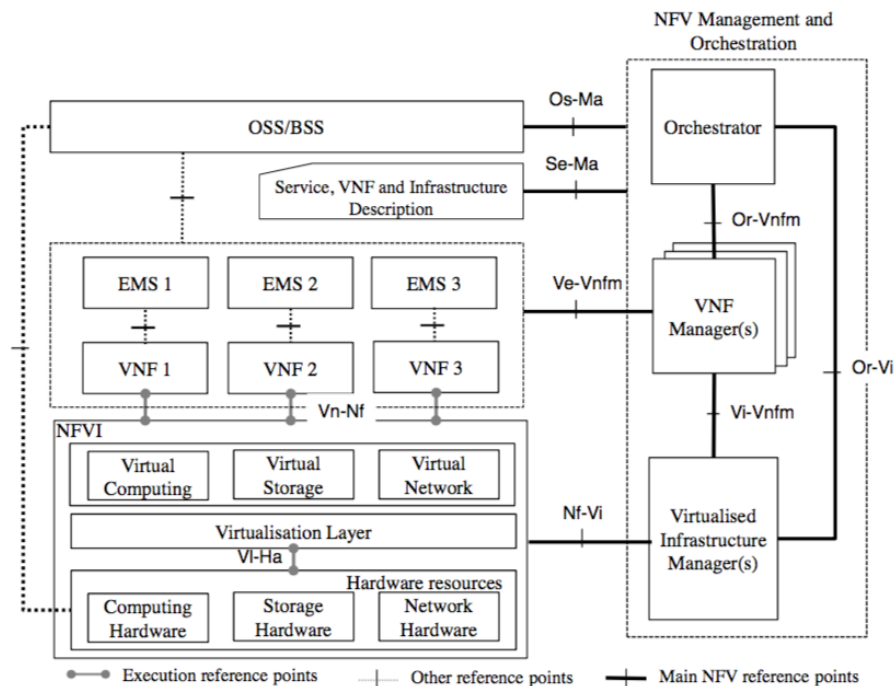 NFV Management and
Orchestration
Os-Ma
OSS/BSS
Orchestrator
Se-Ma
Service, VNF and Infrastructure
Description
Or-Vnfm
EMS 1
EMS 2
EMS 3
Ve-Vnfm
VNF
Manager(s)
VNF 1
VNF 2
VNF 3
Or-Vi
Vn-Nf
Vi-Vnfm
NFVI
Virtual
Computing
Virtual
Storage
Virtual
Network
Nf-Vi
Virtualised
Infrastructure
Manager(s)
Virtualisation Layer
Vl-Ha
Hardware resources
Computing
Hardware
Storage
Hardware
Network
Hardware
Execution reference points
Other reference points
Main NFV reference points